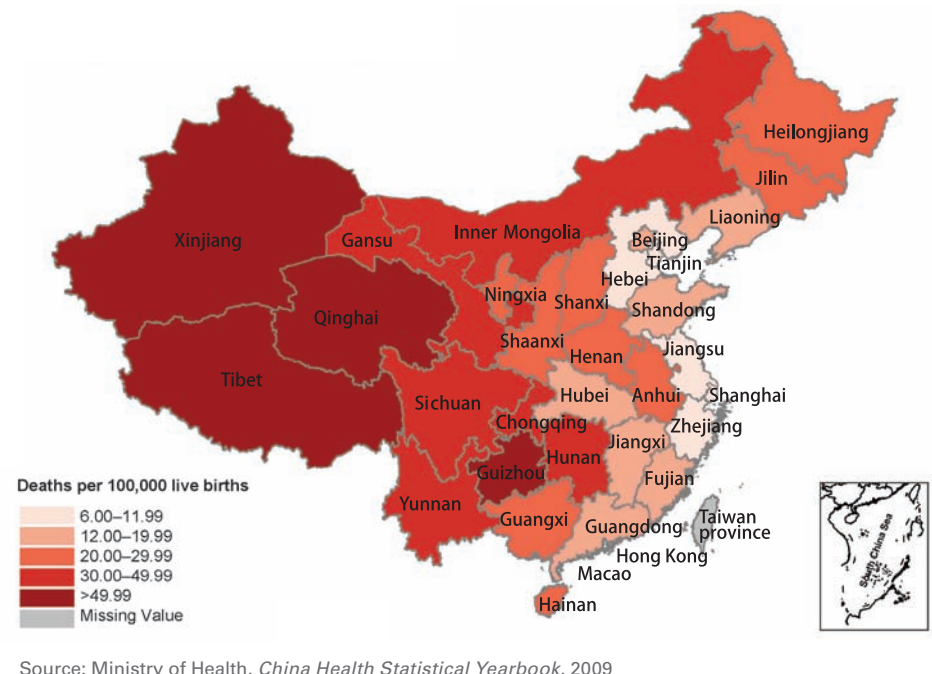 Heilongjiang
Jilin
Liaoning
Xinjiang
Gansu
Inner Mongolia
Beijing
Tianjin
Hebei
Ningxia
Shanxi
Shandong
Qinghai
Shaanxi
Henan
Jiangsu
Tibet
Sichuan
Hubei
Anhui
Shanghai
Chongqing
Zhejiang
Jiangxi
Hunan
Guizhou
Fujian
Yunnan
Guangxi
Guangdong
Taiwan
province
Hong Kong
Macao
Hainan
Deaths per 100,000 live births
6.00–11.99
12.00–19.99
20.00–29.99
30.00–49.99
>49.99
Missing Value
South China Sea
Source: Ministry of Health, China Health Statistical Yearbook, 2009